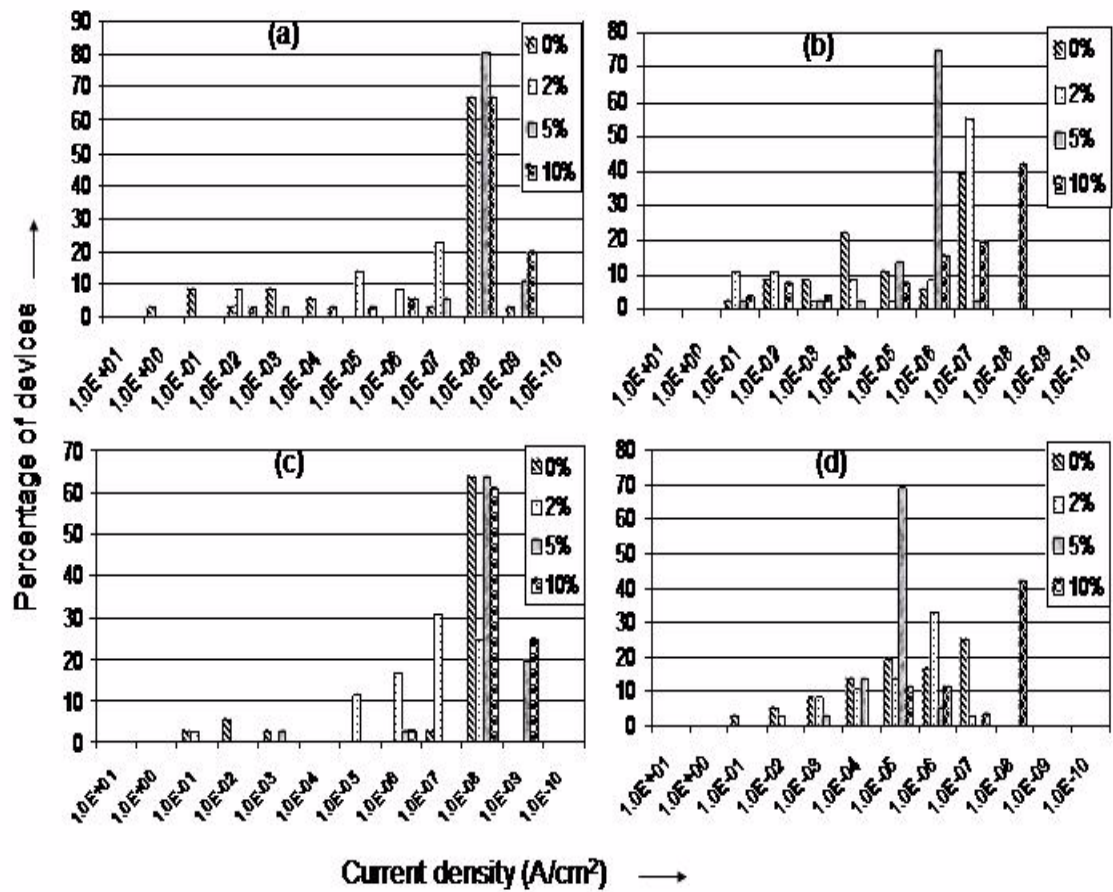 (a)
90
80
70
60
50
40
30
20
10
0
0%
2%
5%
10%
1.0E+01
1.0E+00
1.0E-01
1.0E-02
1.0E-03
1.0E-04
1.0E-05
1.0E-06
1.0E-07
1.0E-08
1.0E-09
1.0E-10
(b)
80
70
60
50
40
30
20
10
0
0%
2%
5%
10%
1.0E+01
1.0E+00
1.0E-01
1.0E-02
1.0E-03
1.0E-04
1.0E-05
1.0E-06
1.0E-07
1.0E-08
1.0E-09
1.0E-10
Percentage of devices
(c)
70
60
50
40
30
20
10
0
0%
2%
5%
10%
1.0E+01
1.0E+00
1.0E-01
1.0E-02
1.0E-03
1.0E-04
1.0E-05
1.0E-06
1.0E-07
1.0E-08
1.0E-09
1.0E-10
(d)
80
70
60
50
40
30
20
10
0
0%
2%
5%
10%
1.0E+01
1.0E+00
1.0E-01
1.0E-02
1.0E-03
1.0E-04
1.0E-05
1.0E-06
1.0E-07
1.0E-08
1.0E-09
1.0E-10
Current density (A/cm²)